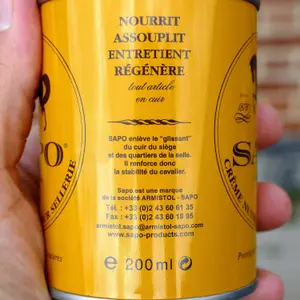 NOURRIT
ASSOUPLIT
ENTRETIENT
RÉGÉNÈRE
tout article
en cuir
SAPO enlève le "glissant"
du cuir du siège
et des quartiers de la selle.
Il renforce donc
la stabilité du cavalier.
Sapo est une marque
de la société ARMISTOL - SAPO
Tél. : +33 (0)2 43 60 61 35
Fax : +33 (0)2 43 60 18 95
armistol.sapo@armistol-sapo.com
www.sapo-products.com
e 200ml